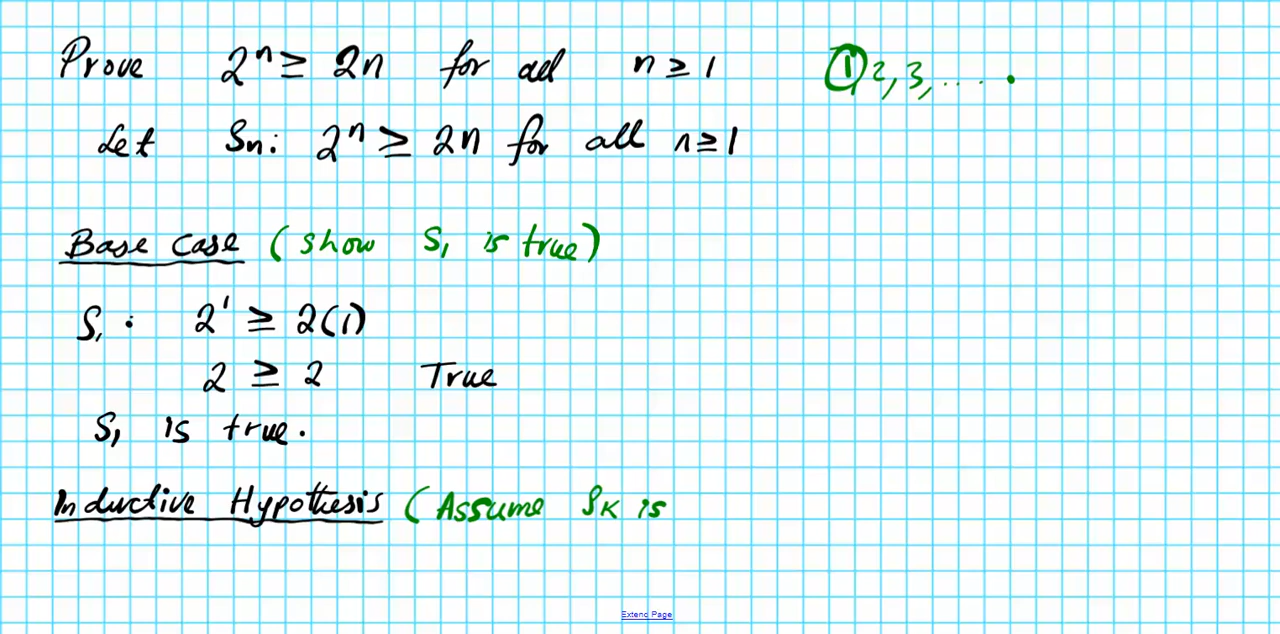 Prove 2ⁿ ≥ 2n for all n ≥ 1 ① 2, 3, .... .
Let Sn: 2ⁿ ≥ 2n for all n ≥ 1
Base Case (show S₁ is true)
S₁: 2¹ ≥ 2(1)
2 ≥ 2 True
S₁ is true.
Inductive Hypothesis (Assume Sₖ is
Extend Page